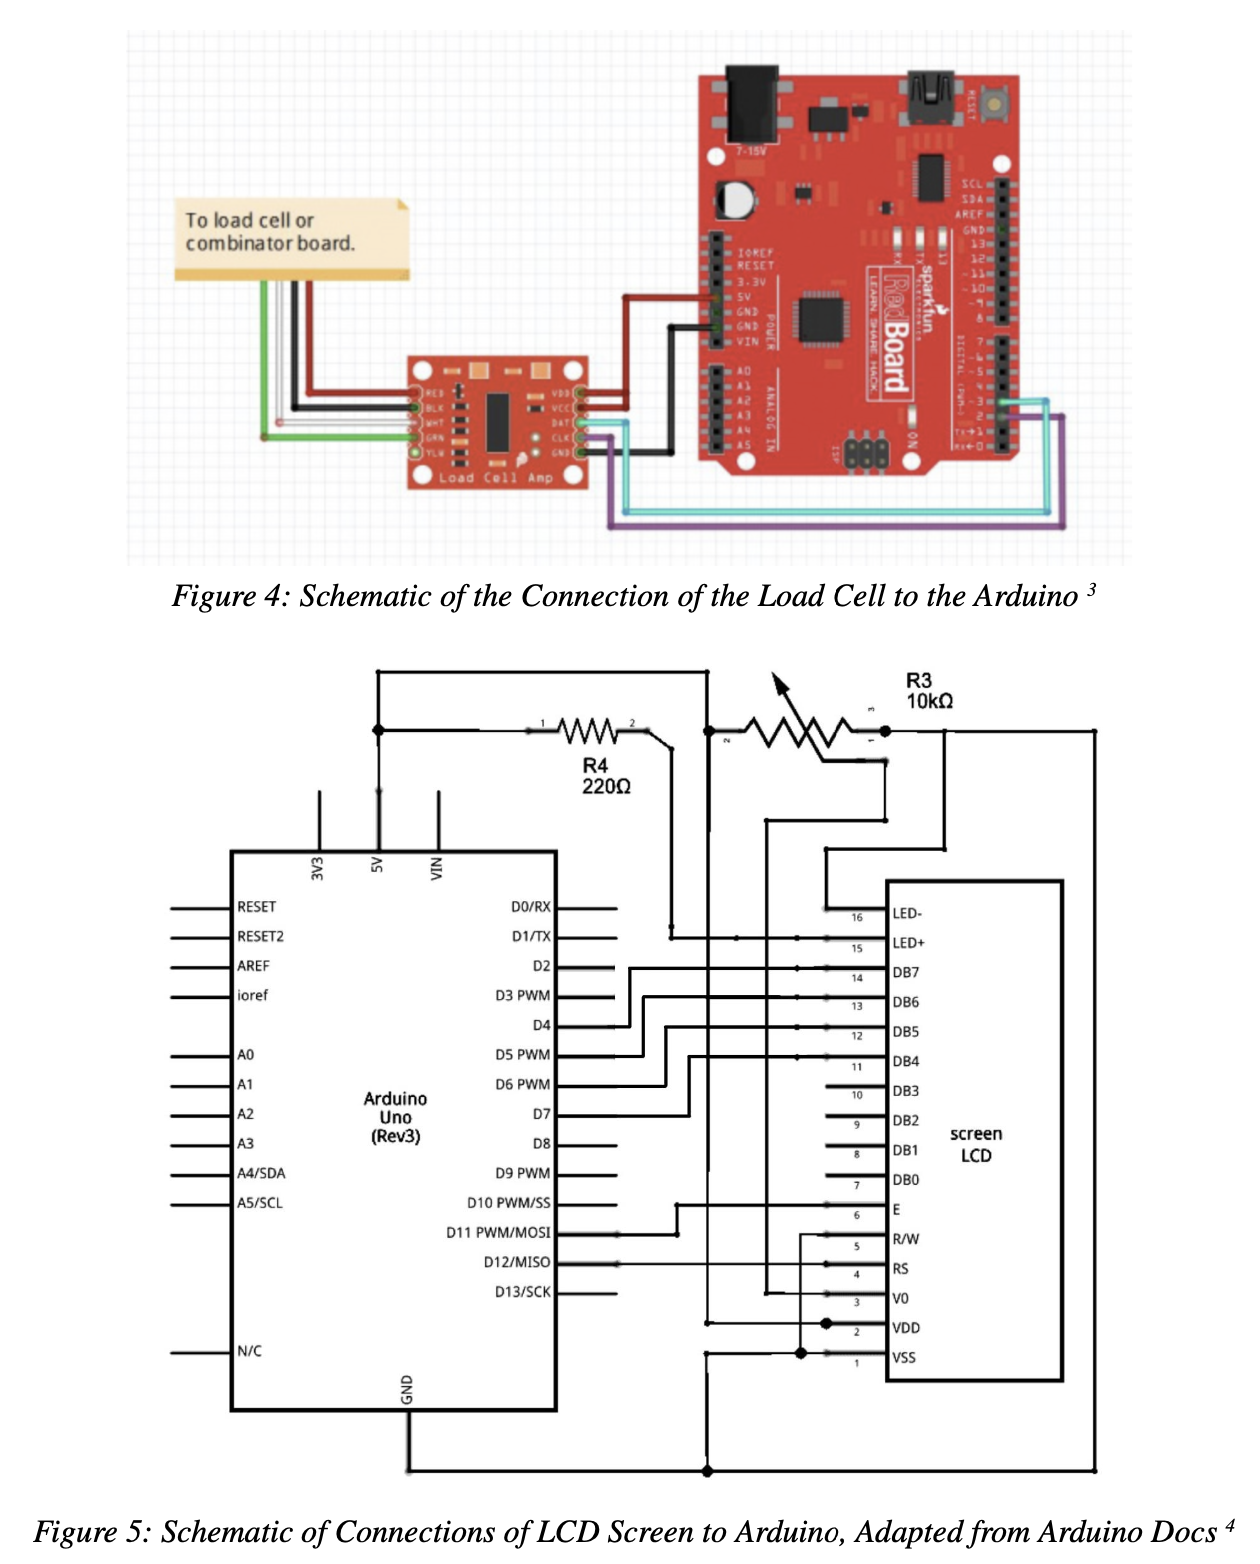 7-15V
RESET
To load cell or
combinator board.
SCL
SDA
AREF
GND
13
12
~11
~10
~9
8
IOREF
RESET
3.3V
5V
GND
GND
VIN
POWER
RX
TX
13
sparkfun
ELECTRONICS
RedBoard
LEARN. SHARE. HACK.
7
~6
~5
4
~3
2
TX→1
RX←0
DIGITAL (PWM~)
A0
A1
A2
A3
A4
A5
ANALOG IN
ISP
ON
RED
BLK
WHT
GRN
YLW
VDD
VCC
DAT
CLK
GND
Load Cell Amp
Figure 4: Schematic of the Connection of the Load Cell to the Arduino 3
R3
10kΩ
3
1
2
1
2
R4
220Ω
3V3
5V
VIN
RESET
RESET2
AREF
ioref
A0
A1
A2
A3
A4/SDA
A5/SCL
N/C
GND
Arduino
Uno
(Rev3)
D0/RX
D1/TX
D2
D3 PWM
D4
D5 PWM
D6 PWM
D7
D8
D9 PWM
D10 PWM/SS
D11 PWM/MOSI
D12/MISO
D13/SCK
16 LED-
15 LED+
14 DB7
13 DB6
12 DB5
11 DB4
10 DB3
9 DB2
8 DB1
7 DB0
6 E
5 R/W
4 RS
3 V0
2 VDD
1 VSS
screen
LCD
Figure 5: Schematic of Connections of LCD Screen to Arduino, Adapted from Arduino Docs 4